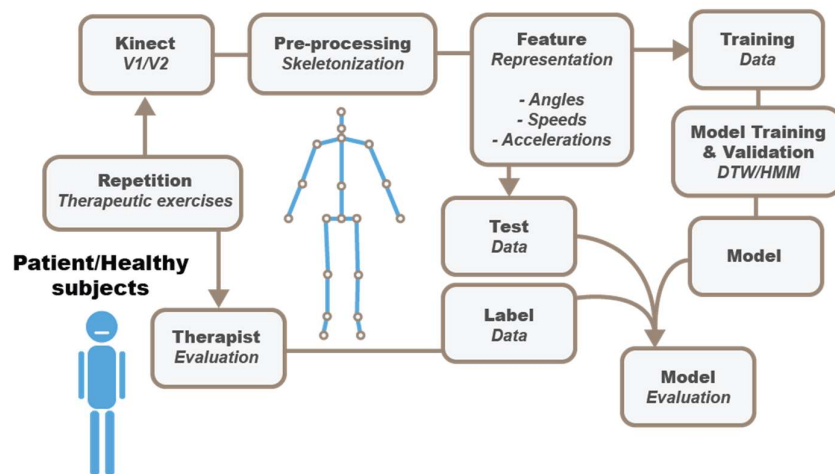 Kinect
V1/V2
Pre-processing
Skeletonization
Feature
Representation
- Angles
- Speeds
- Accelerations
Training
Data
Model Training
& Validation
DTW/HMM
Repetition
Therapeutic exercises
Test
Data
Model
Patient/Healthy
subjects
Therapist
Evaluation
Label
Data
Model
Evaluation